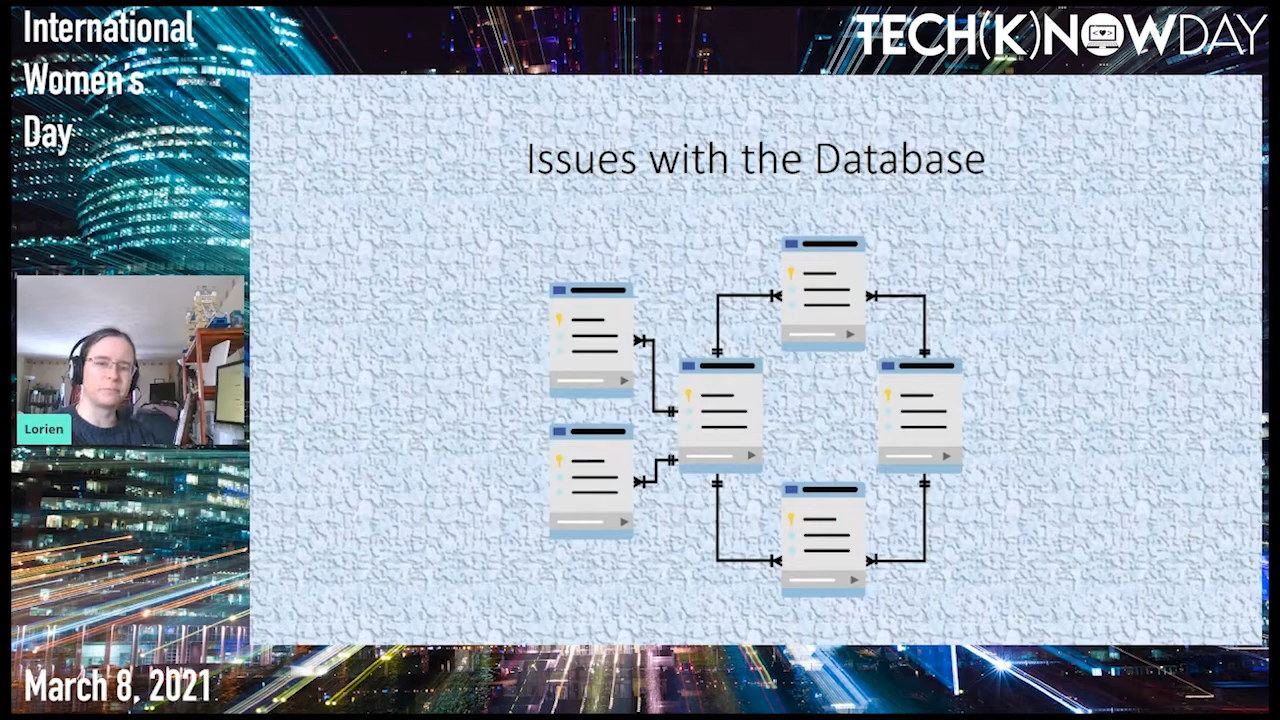 International
Women's
Day
TECH(K)NOWDAY
Issues with the Database
Lorien
March 8, 2021